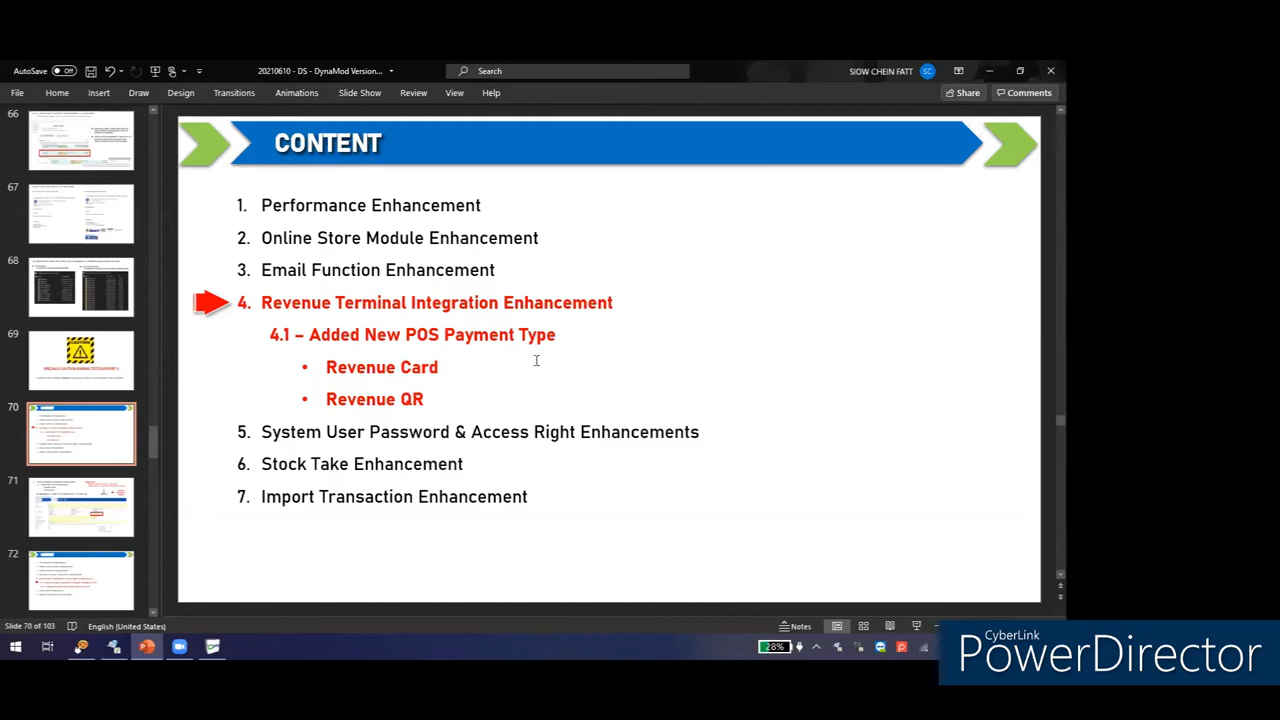 AutoSave Off
20210610 - DS - DynaMod Version...
Search
SIOW CHEIN FATT
SC
File Home Insert Draw Design Transitions Animations Slide Show Review View Help
Share Comments
66
67
68
69
70
71
72
CONTENT
1. Performance Enhancement
2. Online Store Module Enhancement
3. Email Function Enhancement
4. Revenue Terminal Integration Enhancement
4.1 – Added New POS Payment Type
• Revenue Card
• Revenue QR
5. System User Password & Access Right Enhancements
6. Stock Take Enhancement
7. Import Transaction Enhancement
Slide 70 of 103
English (United States)
Notes
28%
CyberLink
PowerDirector